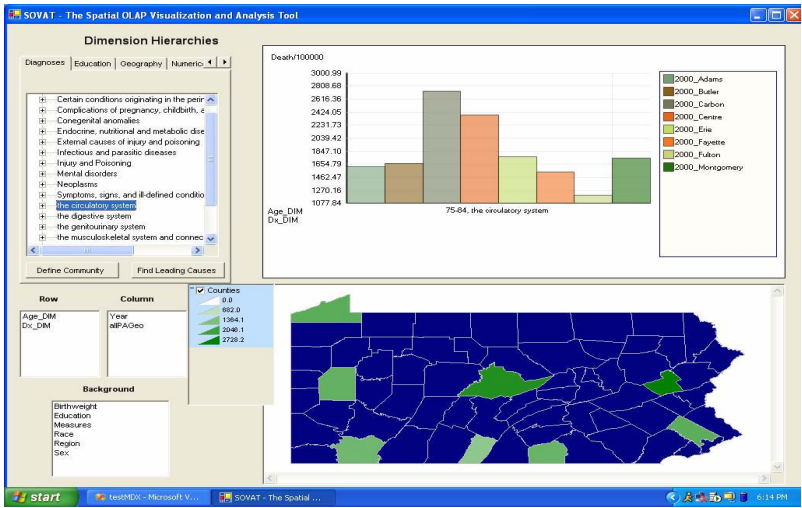 SOVAT - The Spatial OLAP Visualization and Analysis Tool
Dimension Hierarchies
Diagnoses Education Geography Numeric
Certain conditions originating in the perin
Complications of pregnancy, childbirth, a
Conegenital anomalies
Endocrine, nutritional and metabolic dise
External causes of injury and poisoning
Infectious and parasitic diseases
Injury and Poisoning
Mental disorders
Neoplasms
Symptoms, signs, and ill-defined conditio
the circulatory system
the digestive system
the genitourinary system
the musculoskeletal system and connec
Define Community Find Leading Causes
Death/100000
3000.99
2808.68
2616.36
2424.05
2231.73
2039.42
1847.10
1654.79
1462.47
1270.16
1077.84
Age_DIM
Dx_DIM
75-84, the circulatory system
2000_Adams
2000_Butler
2000_Carbon
2000_Centre
2000_Erie
2000_Fayette
2000_Fulton
2000_Montgomery
Row Column
Age_DIM
Dx_DIM
Year
allPAGeo
Background
Birthweight
Education
Measures
Race
Region
Sex
Counties
0.0
682.0
1364.1
2046.1
2728.2
start
testMDX - Microsoft V...
SOVAT - The Spatial ...
6:14 PM